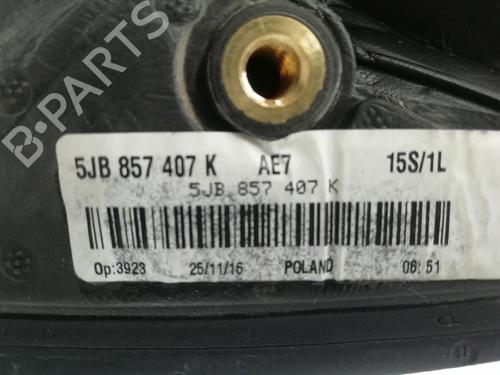 B-PARTS
5JB 857 407 K AE7 15S/1L
5JB 857 407 K
Op:3923 25/11/16 POLAND 06:51